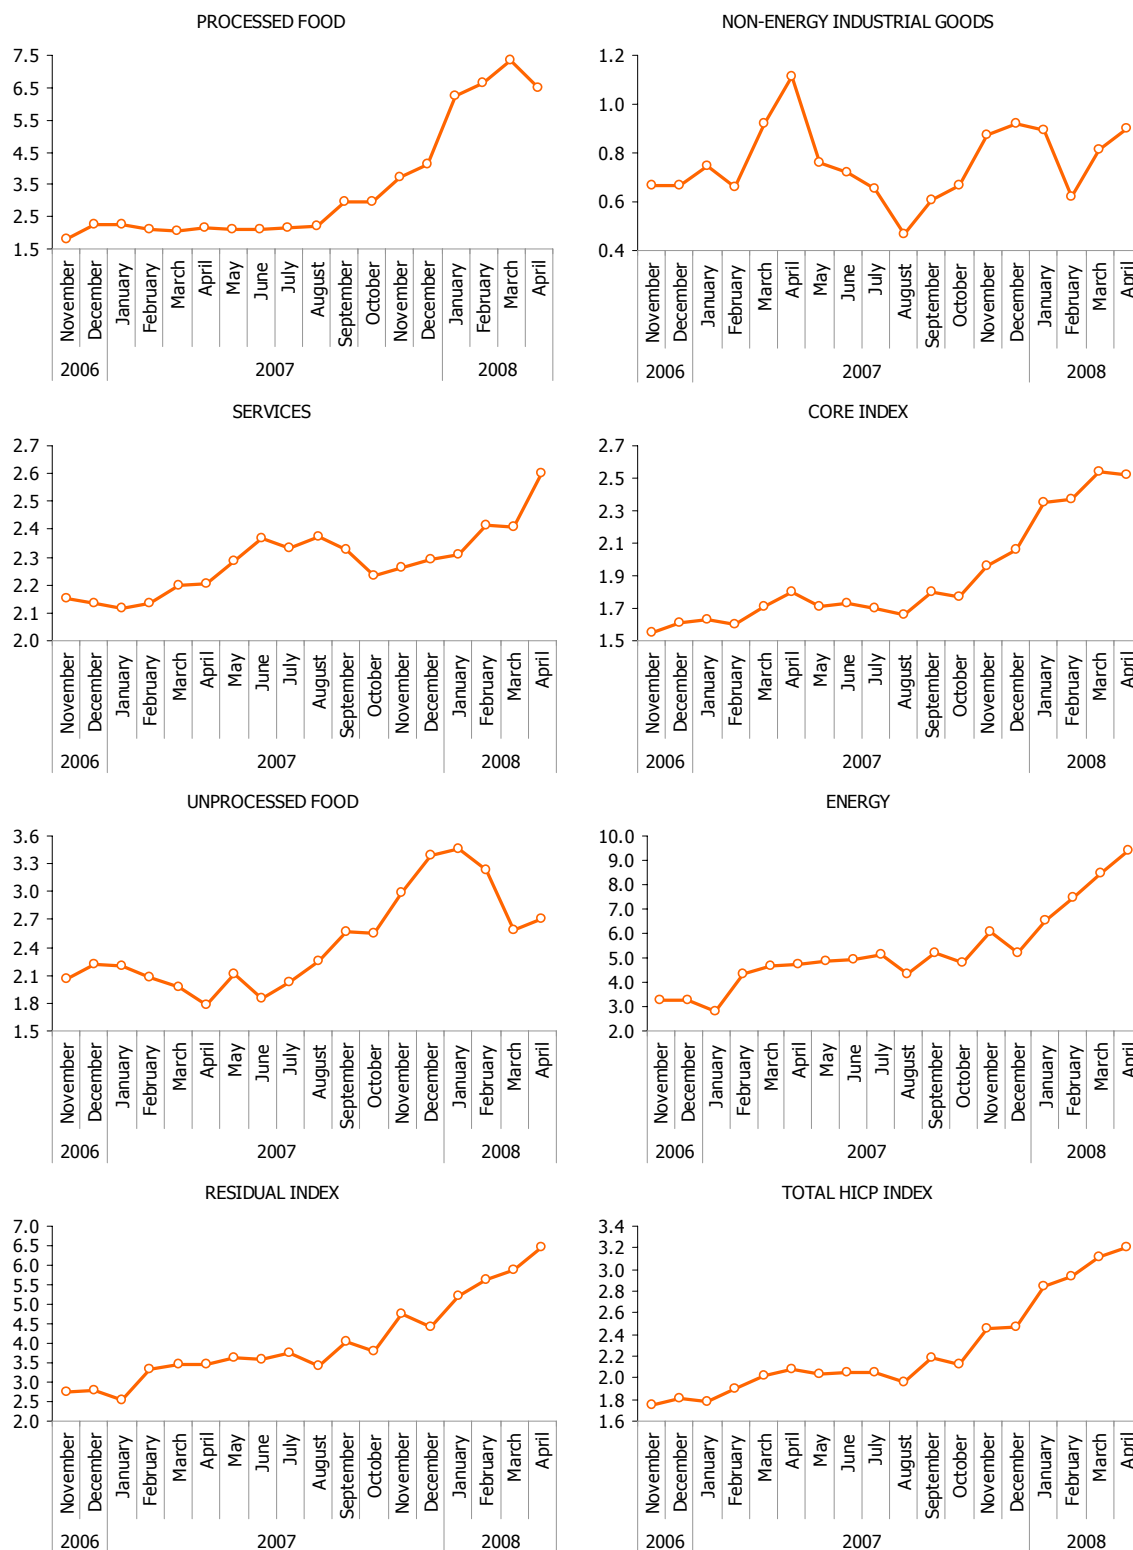 PROCESSED FOOD
7.5
6.5
5.5
4.5
3.5
2.5
1.5
November December January February March April May June July August September October November December January February March April
2006 2007 2008
NON-ENERGY INDUSTRIAL GOODS
1.2
1.0
0.8
0.6
0.4
November December January February March April May June July August September October November December January February March April
2006 2007 2008
SERVICES
2.7
2.6
2.5
2.4
2.3
2.2
2.1
2.0
November December January February March April May June July August September October November December January February March April
2006 2007 2008
CORE INDEX
2.7
2.5
2.3
2.1
1.9
1.7
1.5
November December January February March April May June July August September October November December January February March April
2006 2007 2008
UNPROCESSED FOOD
3.6
3.3
3.0
2.7
2.4
2.1
1.8
1.5
November December January February March April May June July August September October November December January February March April
2006 2007 2008
ENERGY
10.0
9.0
8.0
7.0
6.0
5.0
4.0
3.0
2.0
November December January February March April May June July August September October November December January February March April
2006 2007 2008
RESIDUAL INDEX
7.0
6.5
6.0
5.5
5.0
4.5
4.0
3.5
3.0
2.5
2.0
November December January February March April May June July August September October November December January February March April
2006 2007 2008
TOTAL HICP INDEX
3.4
3.2
3.0
2.8
2.6
2.4
2.2
2.0
1.8
1.6
November December January February March April May June July August September October November December January February March April
2006 2007 2008